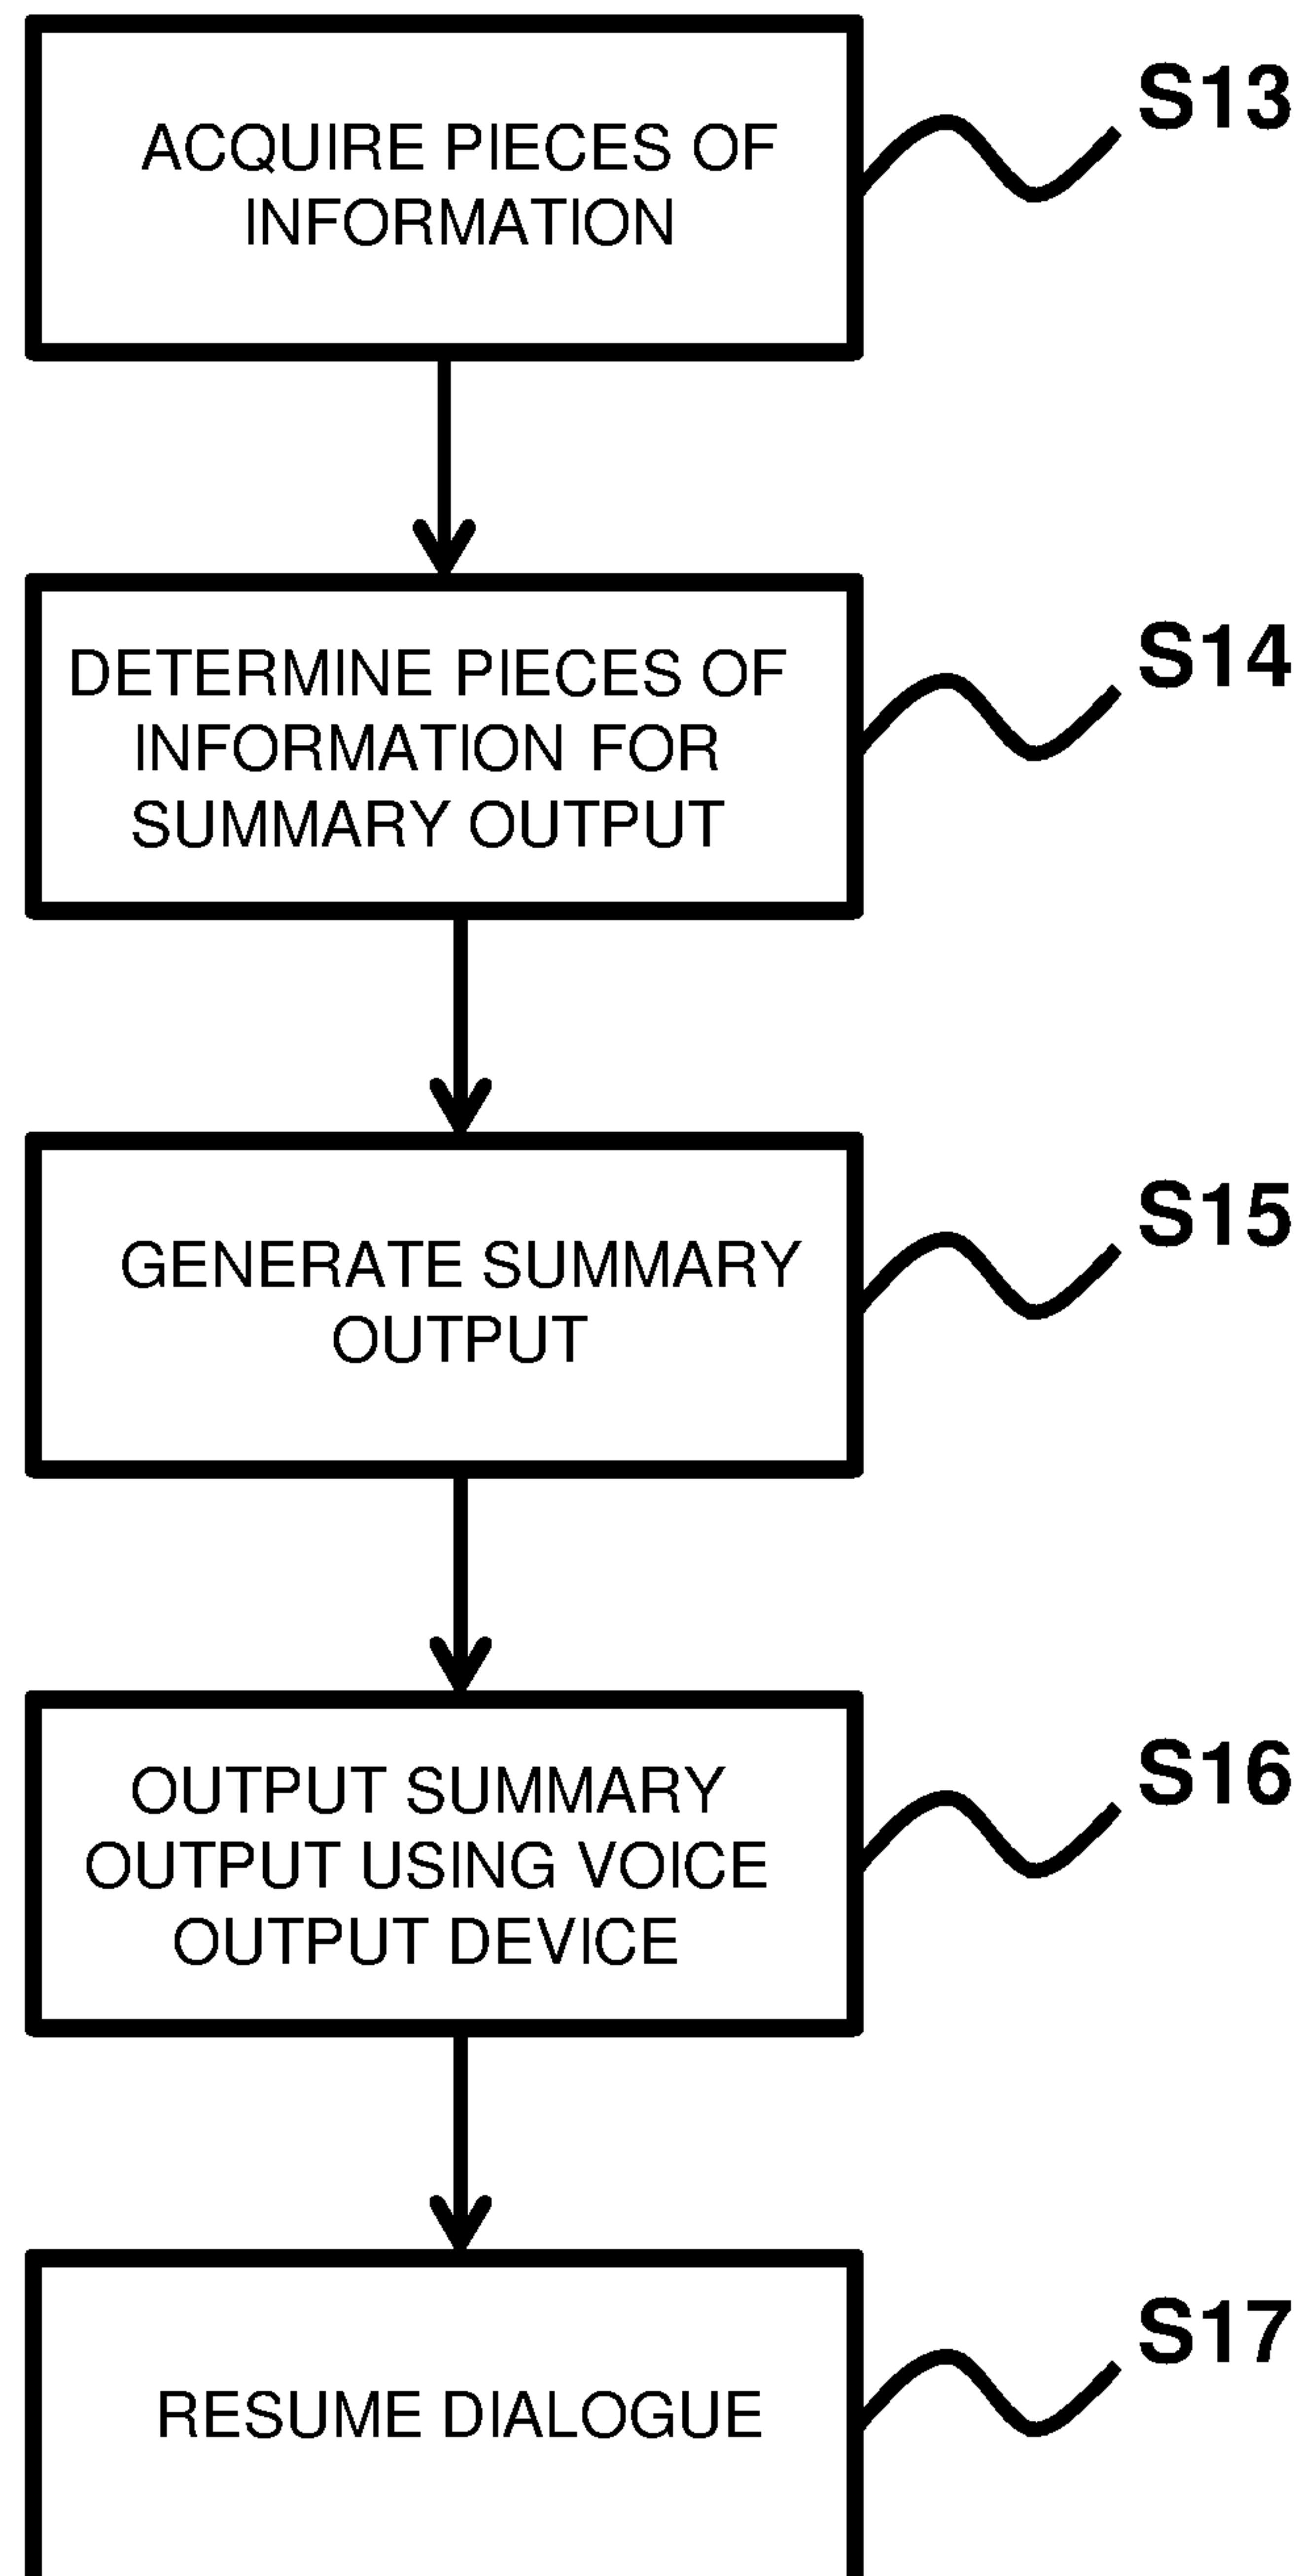 ACQUIRE PIECES OF
INFORMATION
S13
DETERMINE PIECES OF
INFORMATION FOR
SUMMARY OUTPUT
S14
GENERATE SUMMARY
OUTPUT
S15
OUTPUT SUMMARY
OUTPUT USING VOICE
OUTPUT DEVICE
S16
RESUME DIALOGUE
S17